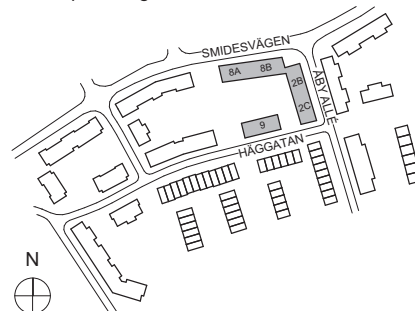 SMIDESVÄGEN
8A
8B
2B
2C
ÅBY ALLÉ
9
HÄGGATAN
N